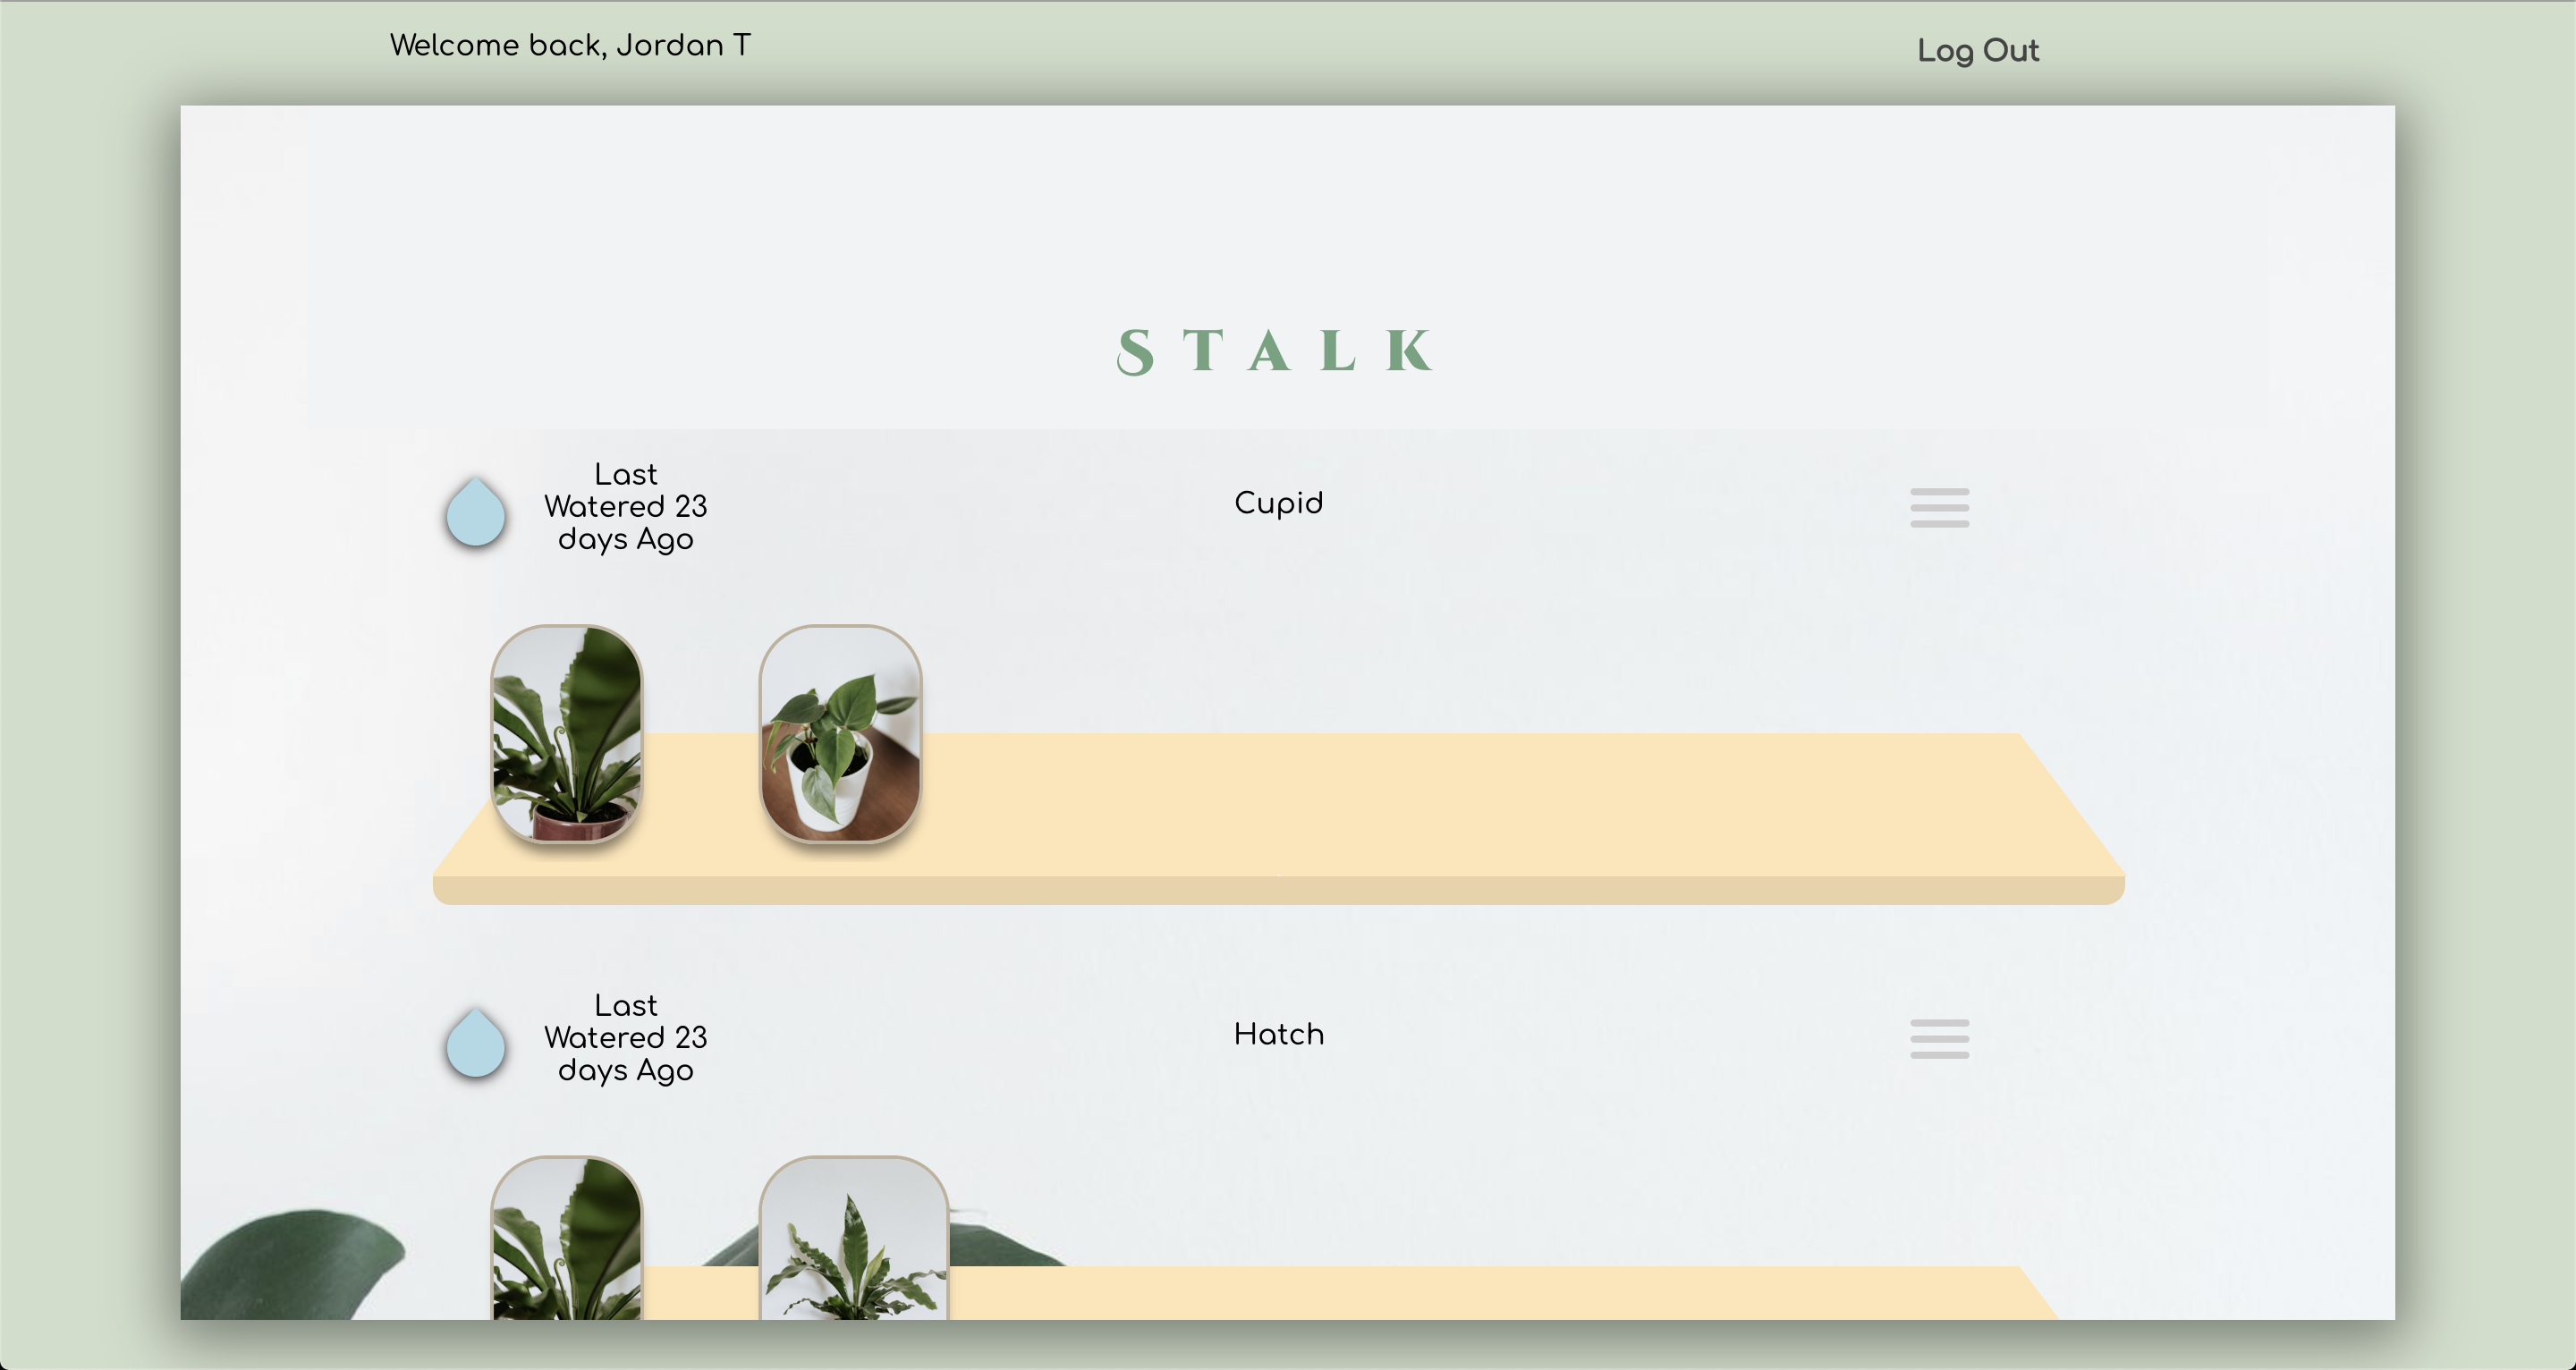 Welcome back, Jordan T
Log Out
STALK
Last
Watered 23
days Ago
Cupid
Last
Watered 23
days Ago
Hatch